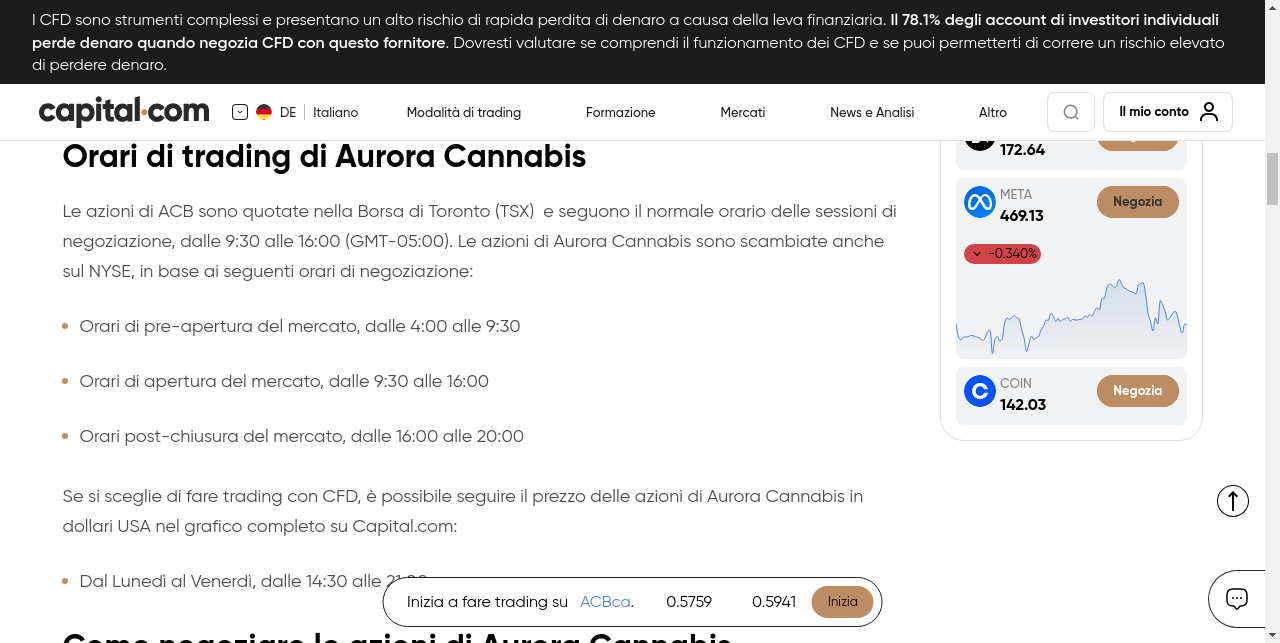 I CFD sono strumenti complessi e presentano un alto rischio di rapida perdita di denaro a causa della leva finanziaria. Il 78.1% degli account di investitori individuali
perde denaro quando negozia CFD con questo fornitore. Dovresti valutare se comprendi il funzionamento dei CFD e se puoi permetterti di correre un rischio elevato
di perdere denaro.
capital.com
DE
Italiano
Modalità di trading
Formazione
Mercati
News e Analisi
Altro
Il mio conto
Orari di trading di Aurora Cannabis
Le azioni di ACB sono quotate nella Borsa di Toronto (TSX)  e seguono il normale orario delle sessioni di
negoziazione, dalle 9:30 alle 16:00 (GMT-05:00). Le azioni di Aurora Cannabis sono scambiate anche
sul NYSE, in base ai seguenti orari di negoziazione:
Orari di pre-apertura del mercato, dalle 4:00 alle 9:30
Orari di apertura del mercato, dalle 9:30 alle 16:00
Orari post-chiusura del mercato, dalle 16:00 alle 20:00
Se si sceglie di fare trading con CFD, è possibile seguire il prezzo delle azioni di Aurora Cannabis in
dollari USA nel grafico completo su Capital.com:
Dal Lunedì al Venerdì, dalle 14:30 alle 21:00
Come negoziare le azioni di Aurora Cannabis
172.64
META
469.13
Negozia
-0.340%
COIN
142.03
Negozia
Inizia a fare trading su ACBca.
0.5759
0.5941
Inizia